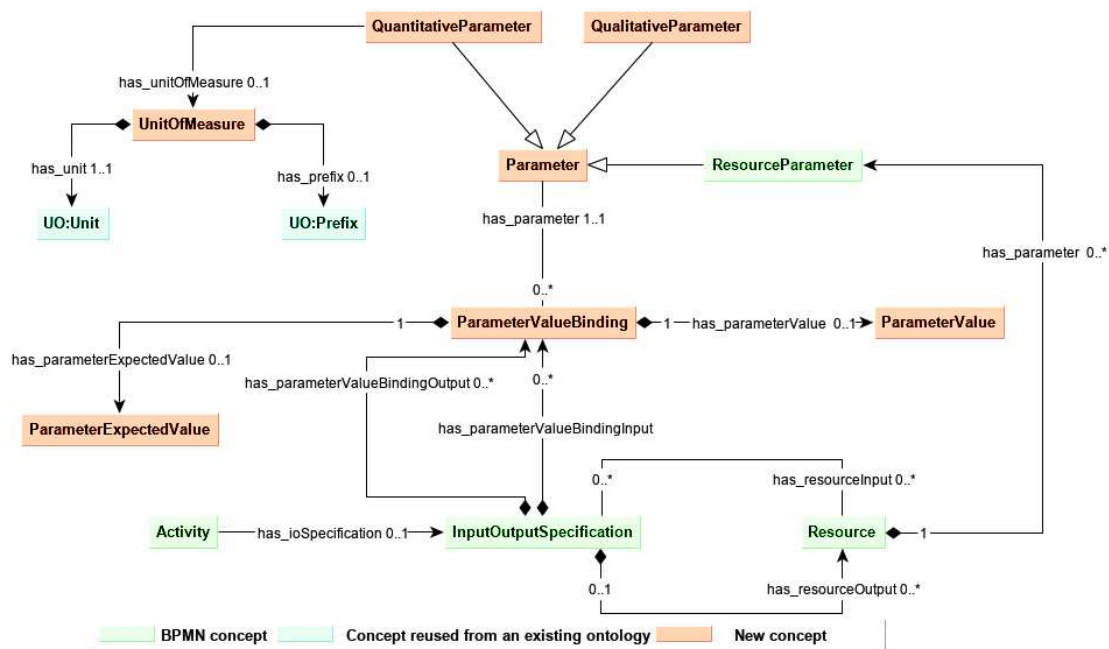 QuantitativeParameter
QualitativeParameter
has_unitOfMeasure 0..1
UnitOfMeasure
has_unit 1..1
has_prefix 0..1
Parameter
ResourceParameter
UO:Unit
UO:Prefix
has_parameter 1..1
has_parameter 0..*
0..*
1
ParameterValueBinding
1
has_parameterValue 0..1
ParameterValue
has_parameterExpectedValue 0..1
has_parameterValueBindingOutput 0..*
0..*
ParameterExpectedValue
has_parameterValueBindingInput
0..*
has_resourceInput 0..*
Activity
has_ioSpecification 0..1
InputOutputSpecification
Resource
1
0..1
has_resourceOutput 0..*
BPMN concept
Concept reused from an existing ontology
New concept